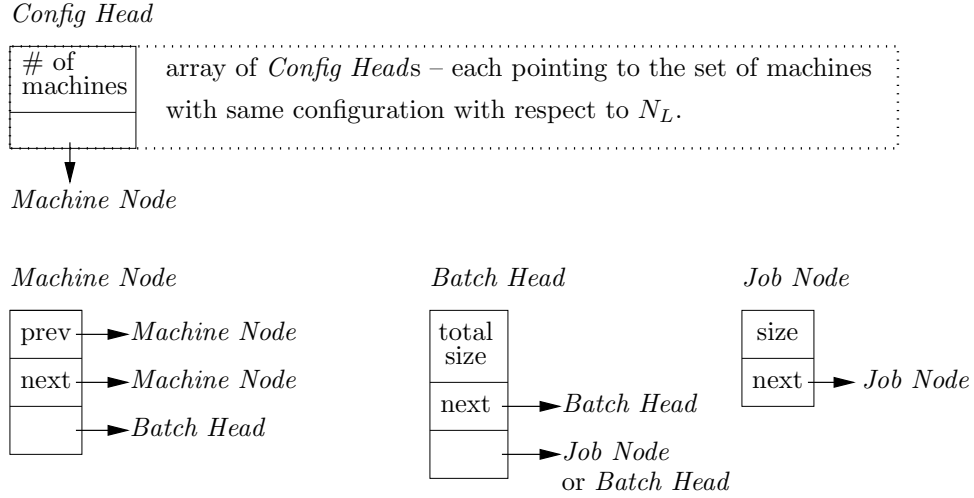 Config Head
# of
machines
array of Config Heads – each pointing to the set of machines
with same configuration with respect to N_L.
Machine Node
Machine Node
prev
Machine Node
next
Machine Node
Batch Head
Batch Head
total
size
next
Batch Head
Job Node
or Batch Head
Job Node
size
next
Job Node